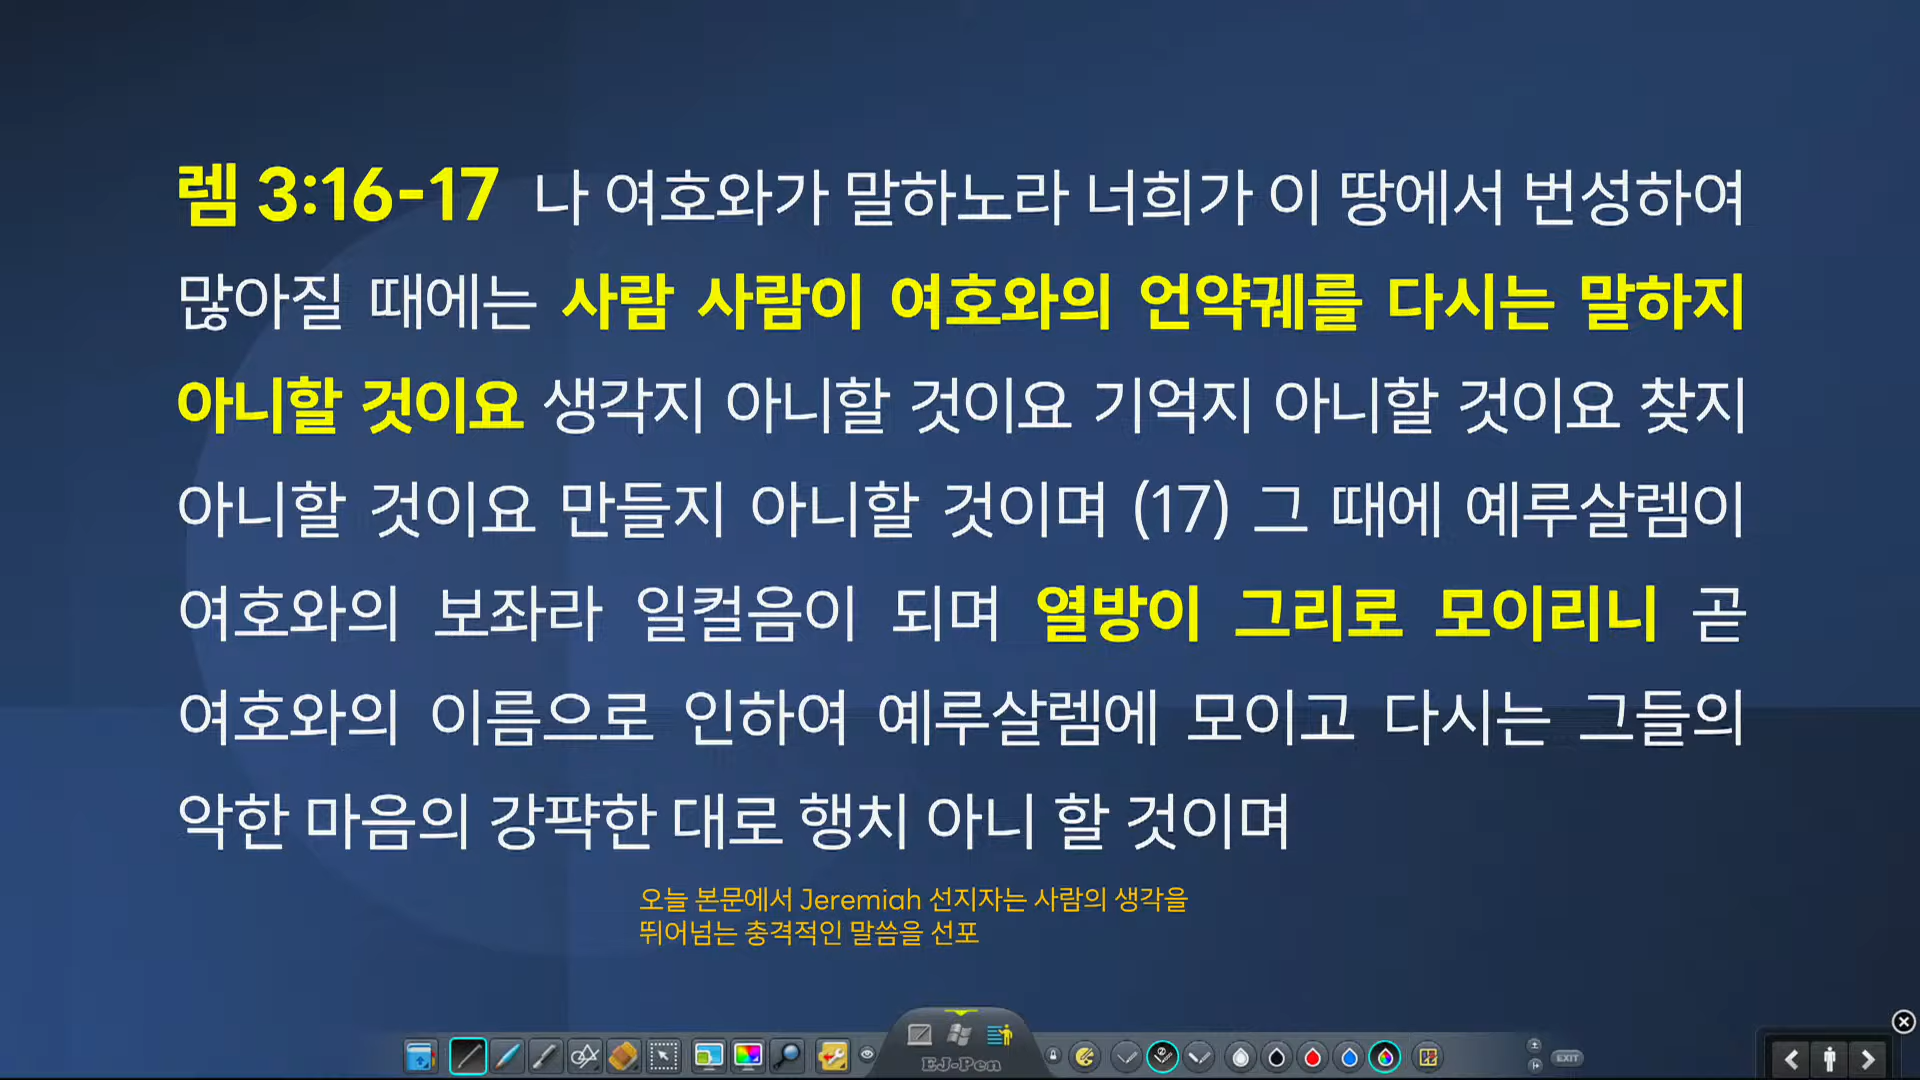 렘 3:16-17 나 여호와가 말하노라 너희가 이 땅에서 번성하여
많아질 때에는 사람 사람이 여호와의 언약궤를 다시는 말하지
아니할 것이요 생각지 아니할 것이요 기억지 아니할 것이요 찾지
아니할 것이요 만들지 아니할 것이며 (17) 그 때에 예루살렘이
여호와의 보좌라 일컬음이 되며 열방이 그리로 모이리니 곧
여호와의 이름으로 인하여 예루살렘에 모이고 다시는 그들의
악한 마음의 강퍅한 대로 행치 아니 할 것이며
오늘 본문에서 Jeremiah 선지자는 사람의 생각을
뛰어넘는 충격적인 말씀을 선포
EJ-Pen
EXIT